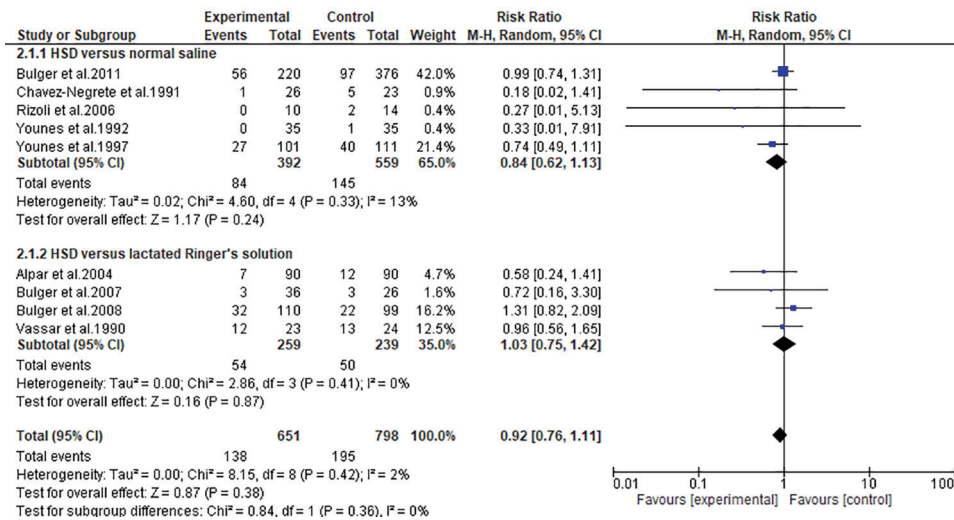 Experimental Control Risk Ratio Risk Ratio
Study or Subgroup Events Total Events Total Weight M-H, Random, 95% CI M-H, Random, 95% CI
2.1.1 HSD versus normal saline
Bulger et al.2011 56 220 97 376 42.0% 0.99 [0.74, 1.31]
Chavez-Negrete et al.1991 1 26 5 23 0.9% 0.18 [0.02, 1.41]
Rizoli et al.2006 0 10 2 14 0.4% 0.27 [0.01, 5.13]
Younes et al.1992 0 35 1 35 0.4% 0.33 [0.01, 7.91]
Younes et al.1997 27 101 40 111 21.4% 0.74 [0.49, 1.11]
Subtotal (95% CI) 392 559 65.0% 0.84 [0.62, 1.13]
Total events 84 145
Heterogeneity: Tau² = 0.02; Chi² = 4.60, df = 4 (P = 0.33); I² = 13%
Test for overall effect: Z = 1.17 (P = 0.24)
2.1.2 HSD versus lactated Ringer's solution
Alpar et al.2004 7 90 12 90 4.7% 0.58 [0.24, 1.41]
Bulger et al.2007 3 36 3 26 1.6% 0.72 [0.16, 3.30]
Bulger et al.2008 32 110 22 99 16.2% 1.31 [0.82, 2.09]
Vassar et al.1990 12 23 13 24 12.5% 0.96 [0.56, 1.65]
Subtotal (95% CI) 259 239 35.0% 1.03 [0.75, 1.42]
Total events 54 50
Heterogeneity: Tau² = 0.00; Chi² = 2.86, df = 3 (P = 0.41); I² = 0%
Test for overall effect: Z = 0.16 (P = 0.87)
Total (95% CI) 651 798 100.0% 0.92 [0.76, 1.11]
Total events 138 195
Heterogeneity: Tau² = 0.00; Chi² = 8.15, df = 8 (P = 0.42); I² = 2%
Test for overall effect: Z = 0.87 (P = 0.38)
Test for subgroup differences: Chi² = 0.84, df = 1 (P = 0.36), I² = 0%
0.01 0.1 1 10 100
Favours [experimental] Favours [control]